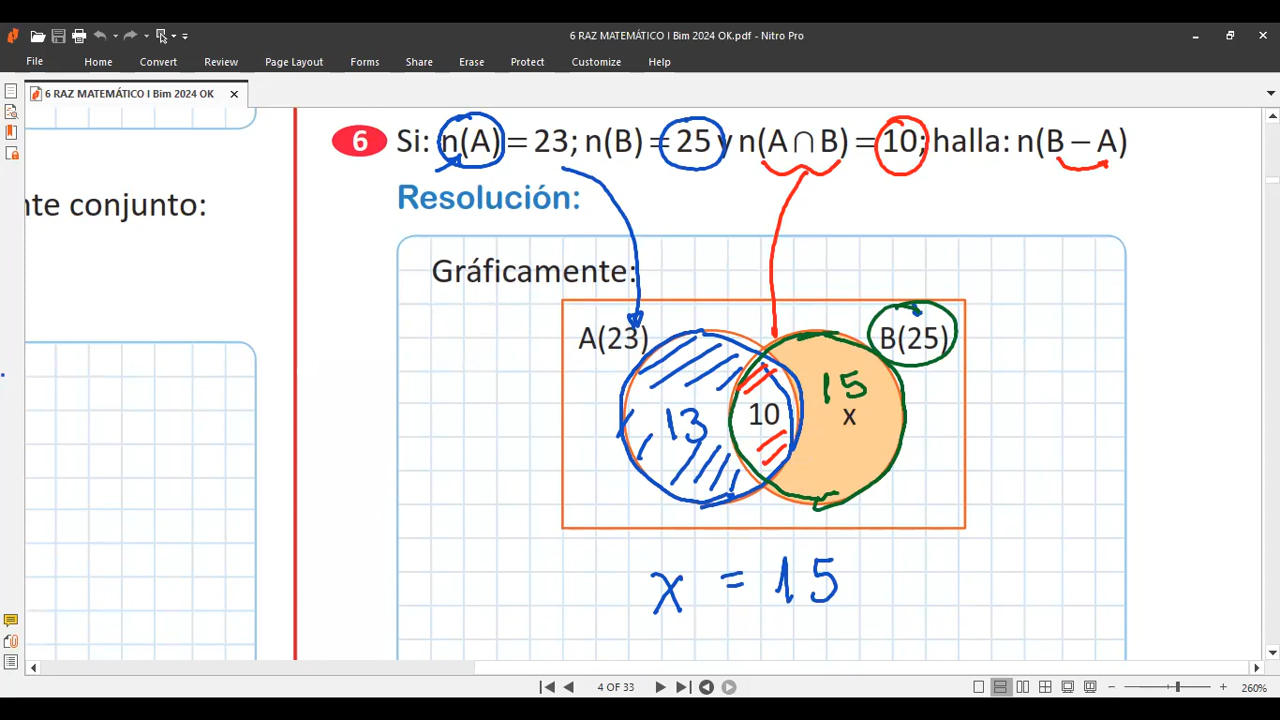 6 RAZ MATEMÁTICO I Bim 2024 OK.pdf - Nitro Pro
File Home Convert Review Page Layout Forms Share Erase Protect Customize Help
6 RAZ MATEMÁTICO I Bim 2024 OK
6 Si: n(A) = 23; n(B) = 25 y n(A ∩ B) = 10; halla: n(B − A)
Resolución:
nte conjunto:
Gráficamente:
A(23) B(25)
15
13 10 x
x = 15
4 OF 33
260%